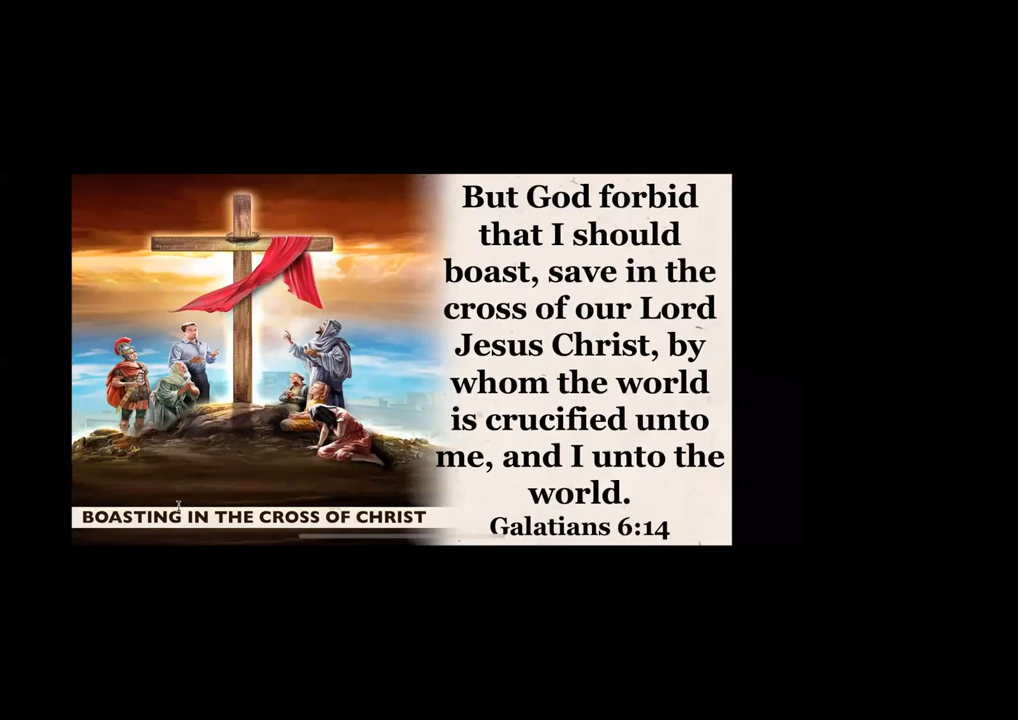 But God forbid
that I should
boast, save in the
cross of our Lord
Jesus Christ, by
whom the world
is crucified unto
me, and I unto the
world.
Galatians 6:14
BOASTING IN THE CROSS OF CHRIST